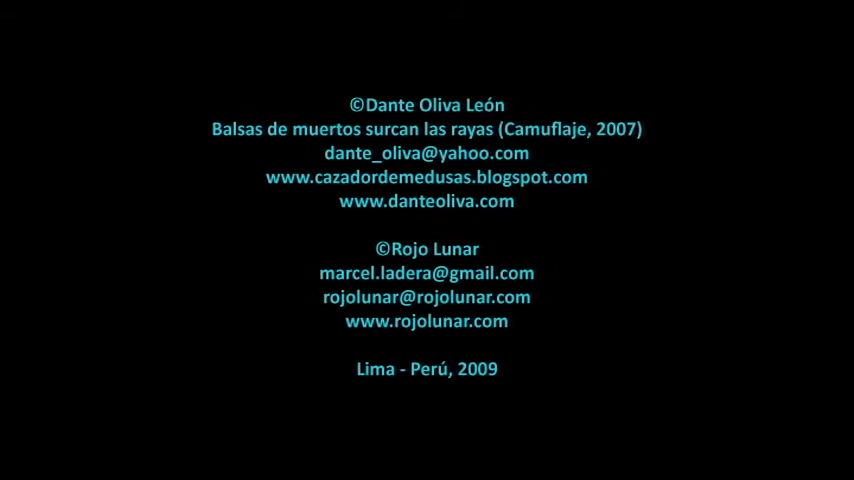 ©Dante Oliva León
Balsas de muertos surcan las rayas (Camuflaje, 2007)
dante_oliva@yahoo.com
www.cazadordemedusas.blogspot.com
www.danteoliva.com
©Rojo Lunar
marcel.ladera@gmail.com
rojolunar@rojolunar.com
www.rojolunar.com
Lima - Perú, 2009